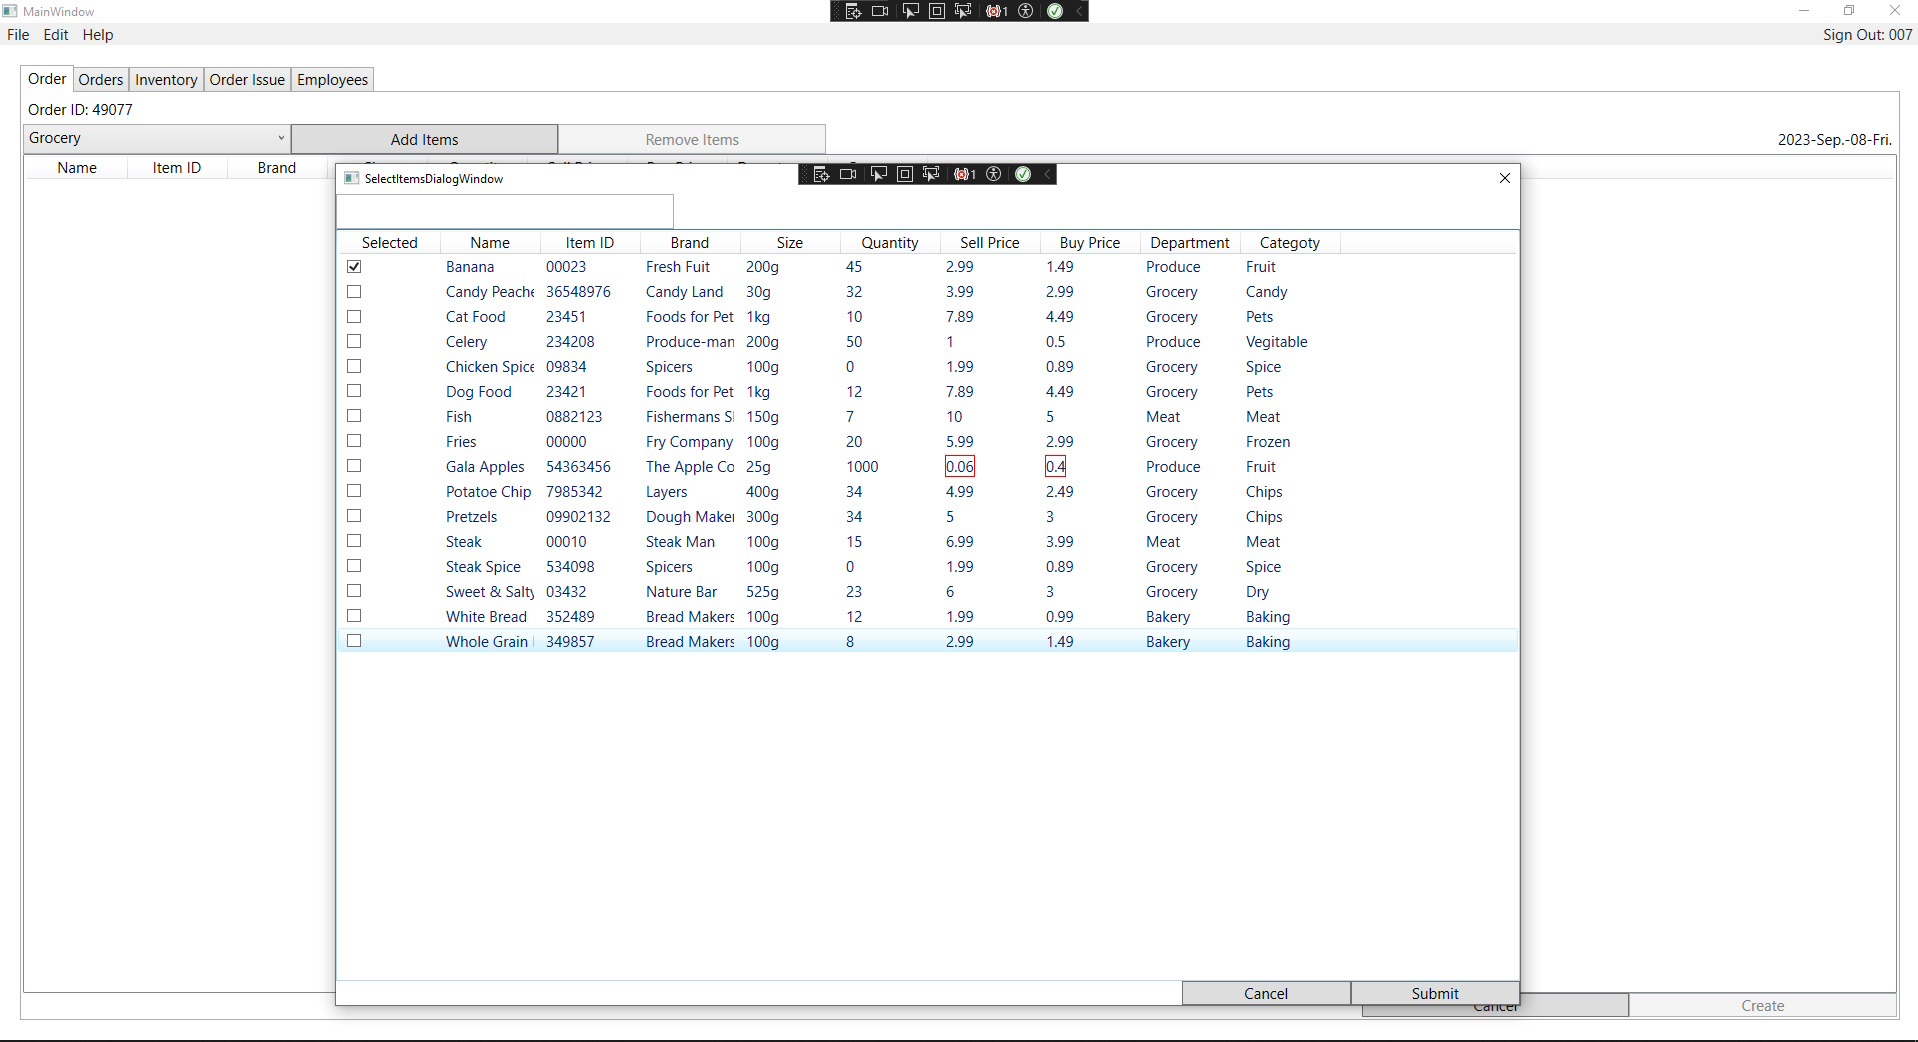 MainWindow
1
File Edit Help Sign Out: 007
Order Orders Inventory Order Issue Employees
Order ID: 49077
Grocery Add Items Remove Items 2023-Sep.-08-Fri.
Name Item ID Brand
SelectItemsDialogWindow 1
Selected Name Item ID Brand Size Quantity Sell Price Buy Price Department Categoty
Banana 00023 Fresh Fuit 200g 45 2.99 1.49 Produce Fruit
Candy Peache 36548976 Candy Land 30g 32 3.99 2.99 Grocery Candy
Cat Food 23451 Foods for Pet 1kg 10 7.89 4.49 Grocery Pets
Celery 234208 Produce-man 200g 50 1 0.5 Produce Vegitable
Chicken Spice 09834 Spicers 100g 0 1.99 0.89 Grocery Spice
Dog Food 23421 Foods for Pet 1kg 12 7.89 4.49 Grocery Pets
Fish 0882123 Fishermans 150g 7 10 5 Meat Meat
Fries 00000 Fry Company 100g 20 5.99 2.99 Grocery Frozen
Gala Apples 54363456 The Apple Co 25g 1000 0.06 0.4 Produce Fruit
Potatoe Chip 7985342 Layers 400g 34 4.99 2.49 Grocery Chips
Pretzels 09902132 Dough Maker 300g 34 5 3 Grocery Chips
Steak 00010 Steak Man 100g 15 6.99 3.99 Meat Meat
Steak Spice 534098 Spicers 100g 0 1.99 0.89 Grocery Spice
Sweet & Salty 03432 Nature Bar 525g 23 6 3 Grocery Dry
White Bread 352489 Bread Makers 100g 12 1.99 0.99 Bakery Baking
Whole Grain 349857 Bread Makers 100g 8 2.99 1.49 Bakery Baking
Cancel Submit
Cancel Create